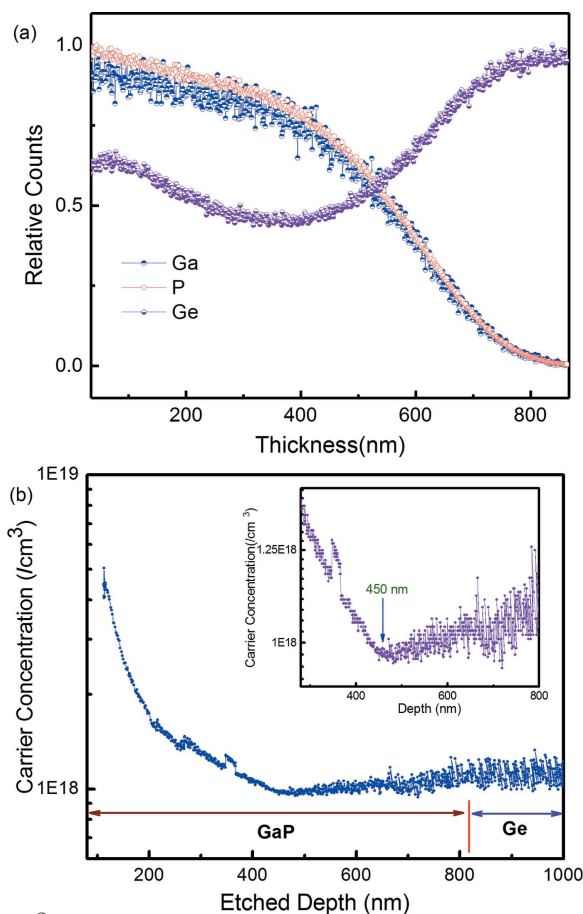 (a)
1.0
0.5
0.0
Relative Counts
Ga
P
Ge
200
400
600
800
Thickness(nm)
(b)
1E19
1E18
Carrier Concentration (/cm³)
Carrier Concentration(/cm³)
1.25E18
1E18
450 nm
400
600
800
Depth (nm)
GaP
Ge
200
400
600
800
1000
Etched Depth (nm)